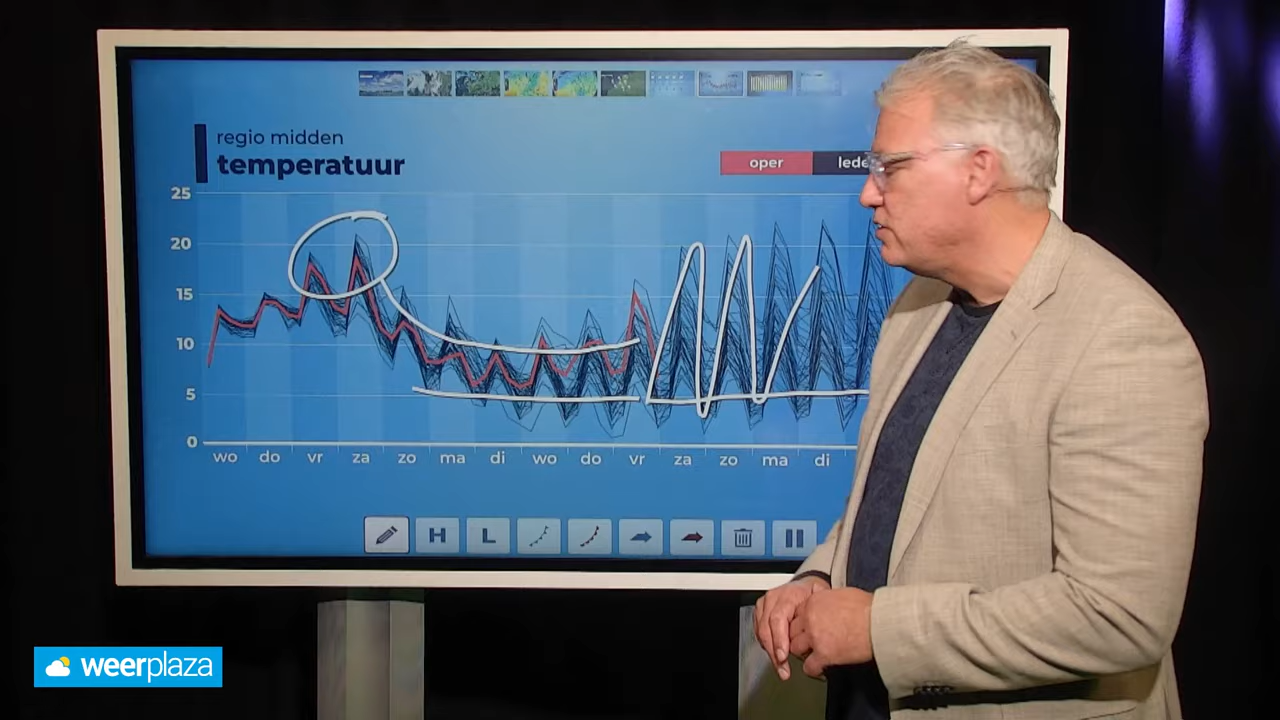 regio midden
temperatuur
oper
lede
25
20
15
10
5
0
wo do vr za zo ma di wo do vr za zo ma di
H L
weerplaza